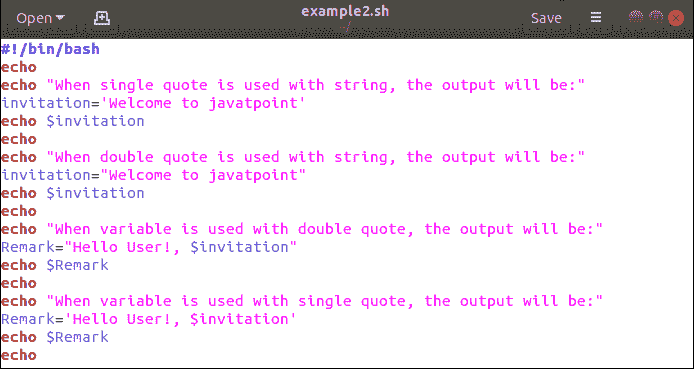 Open
example2.sh
~/
Save
#!/bin/bash
echo
echo "When single quote is used with string, the output will be:"
invitation='Welcome to javatpoint'
echo $invitation
echo
echo "When double quote is used with string, the output will be:"
invitation="Welcome to javatpoint"
echo $invitation
echo
echo "When variable is used with double quote, the output will be:"
Remark="Hello User!, $invitation"
echo $Remark
echo
echo "When variable is used with single quote, the output will be:"
Remark='Hello User!, $invitation'
echo $Remark
echo